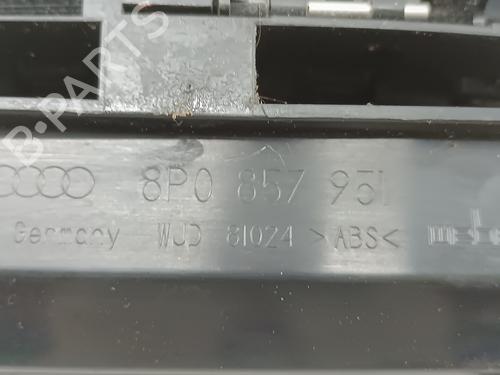 B-PARTS
8P0 857 951
Germany WJD 81024 >ABS<